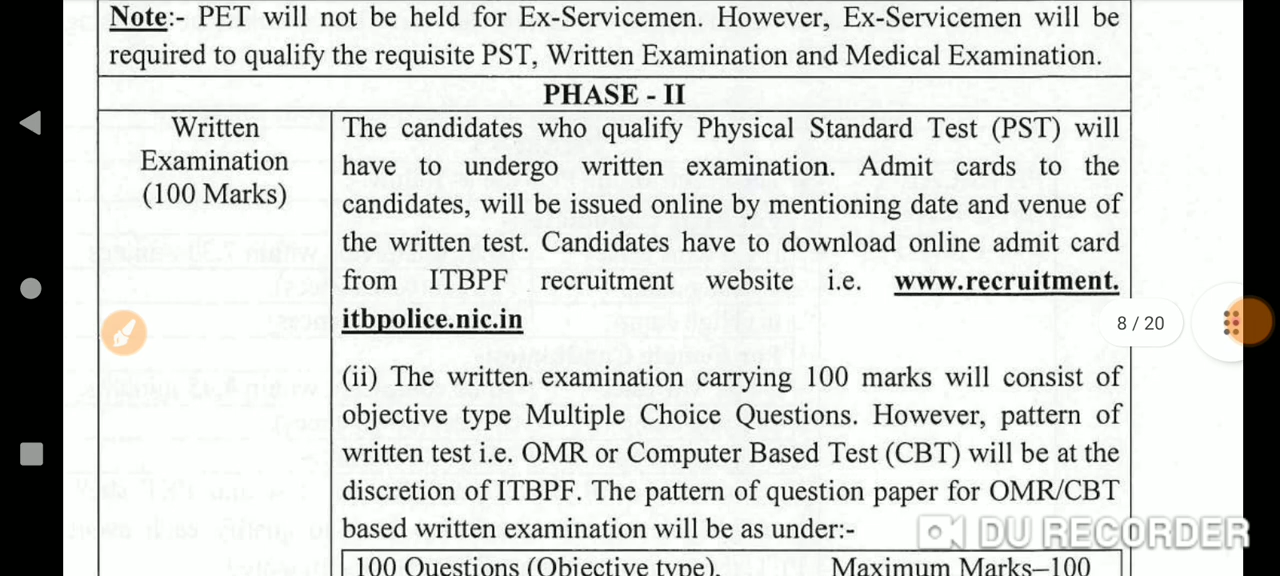 Note:- PET will not be held for Ex-Servicemen. However, Ex-Servicemen will be
required to qualify the requisite PST, Written Examination and Medical Examination.
PHASE - II
Written
Examination
(100 Marks)
The candidates who qualify Physical Standard Test (PST) will
have to undergo written examination. Admit cards to the
candidates, will be issued online by mentioning date and venue of
the written test. Candidates have to download online admit card
from ITBPF recruitment website i.e. www.recruitment.
itbpolice.nic.in
(ii) The written examination carrying 100 marks will consist of
objective type Multiple Choice Questions. However, pattern of
written test i.e. OMR or Computer Based Test (CBT) will be at the
discretion of ITBPF. The pattern of question paper for OMR/CBT
based written examination will be as under:-
100 Questions (Objective type). Maximum Marks–100
8 / 20
DU RECORDER